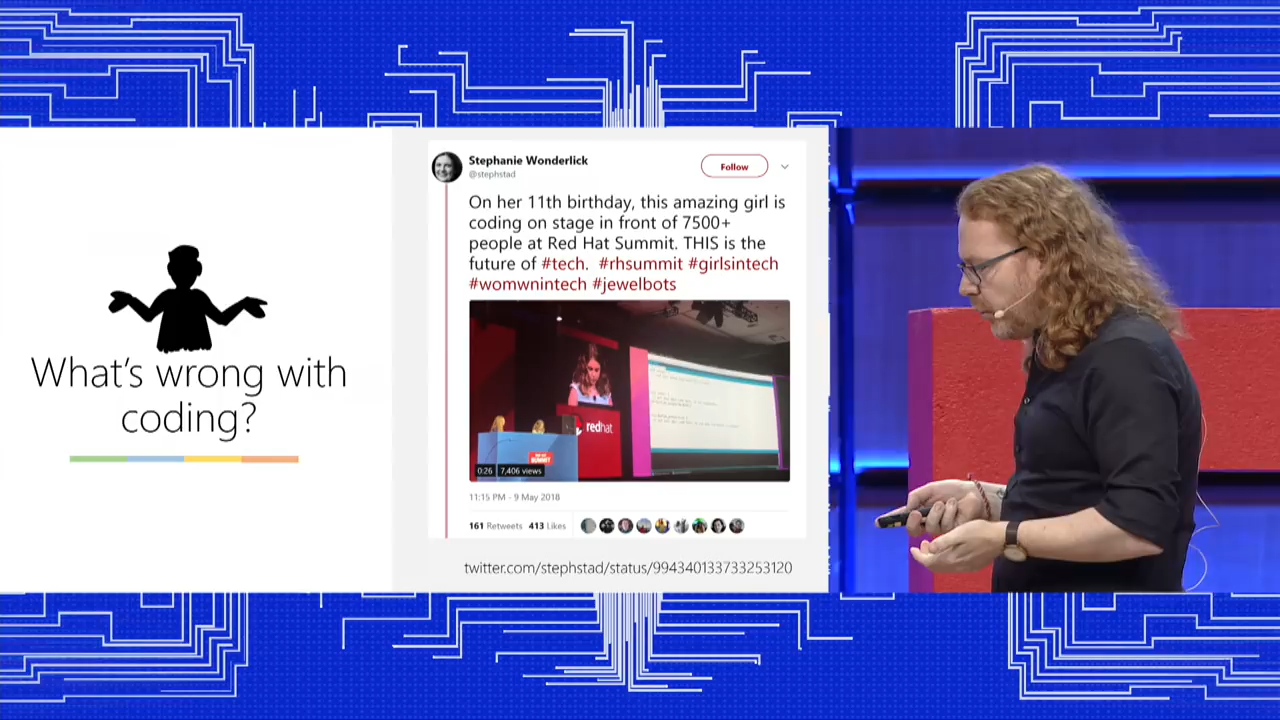 What's wrong with
coding?
Stephanie Wonderlick
@stephstad
Follow
On her 11th birthday, this amazing girl is
coding on stage in front of 7500+
people at Red Hat Summit. THIS is the
future of #tech. #rhsummit #girlsintech
#womwnintech #jewelbots
redhat
SUMMIT
0:26 7,406 views
11:15 PM - 9 May 2018
161 Retweets 413 Likes
twitter.com/stephstad/status/994340133733253120